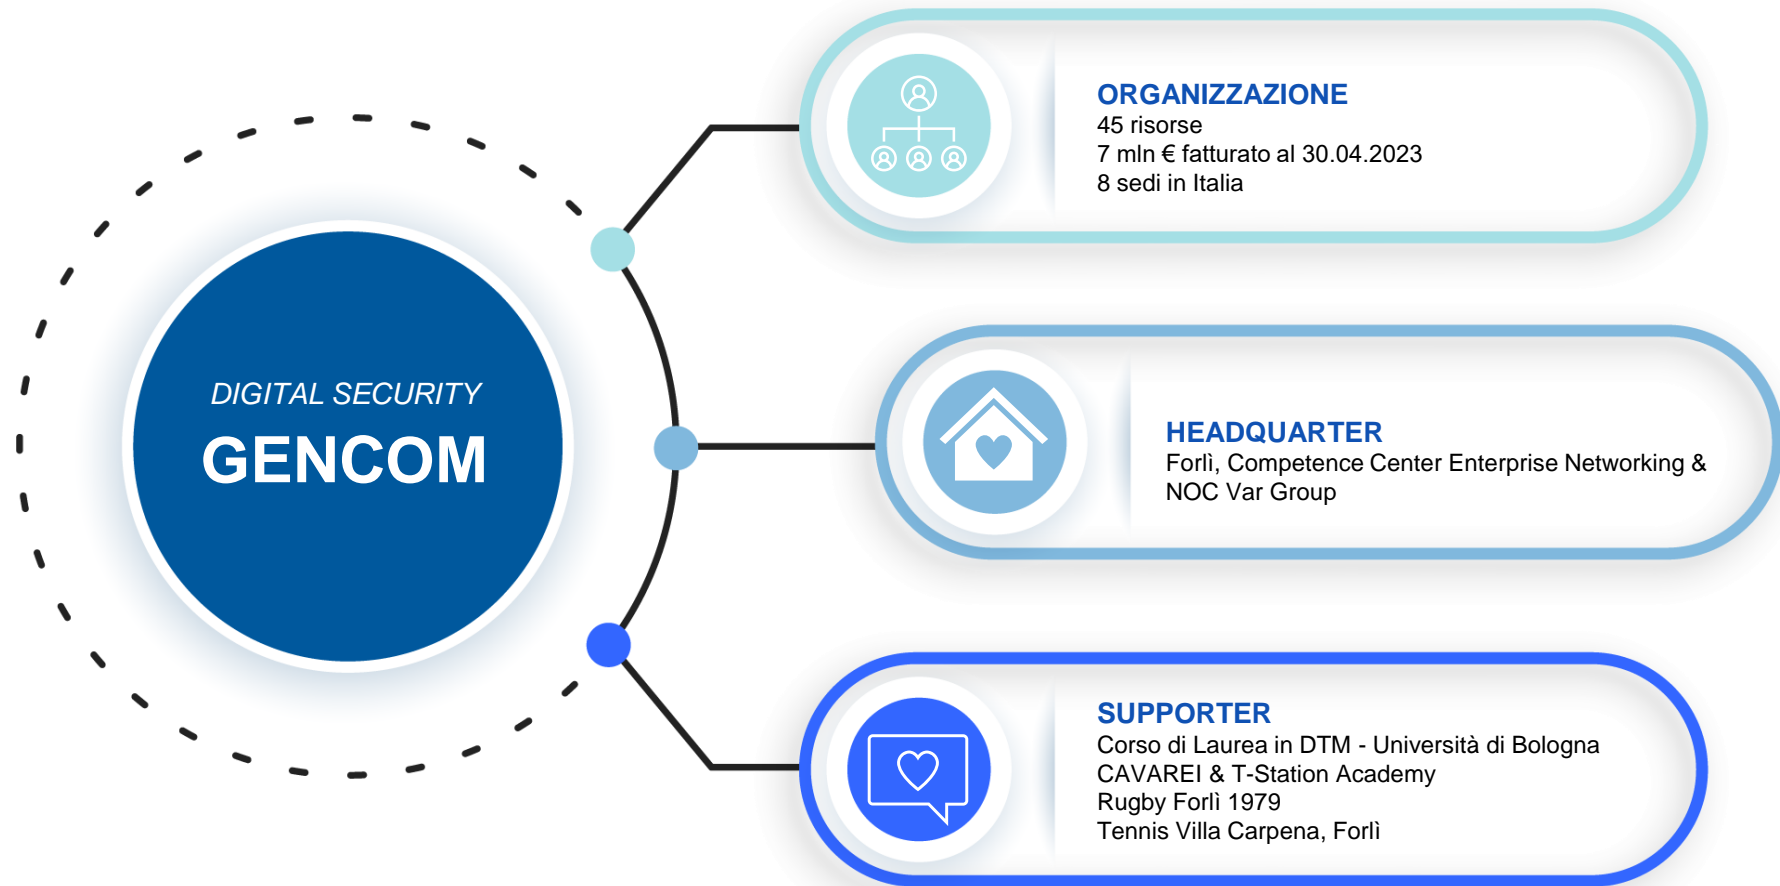 DIGITAL SECURITY
GENCOM
ORGANIZZAZIONE
45 risorse
7 mln € fatturato al 30.04.2023
8 sedi in Italia
HEADQUARTER
Forlì, Competence Center Enterprise Networking &
NOC Var Group
SUPPORTER
Corso di Laurea in DTM - Università di Bologna
CAVAREI & T-Station Academy
Rugby Forlì 1979
Tennis Villa Carpena, Forlì